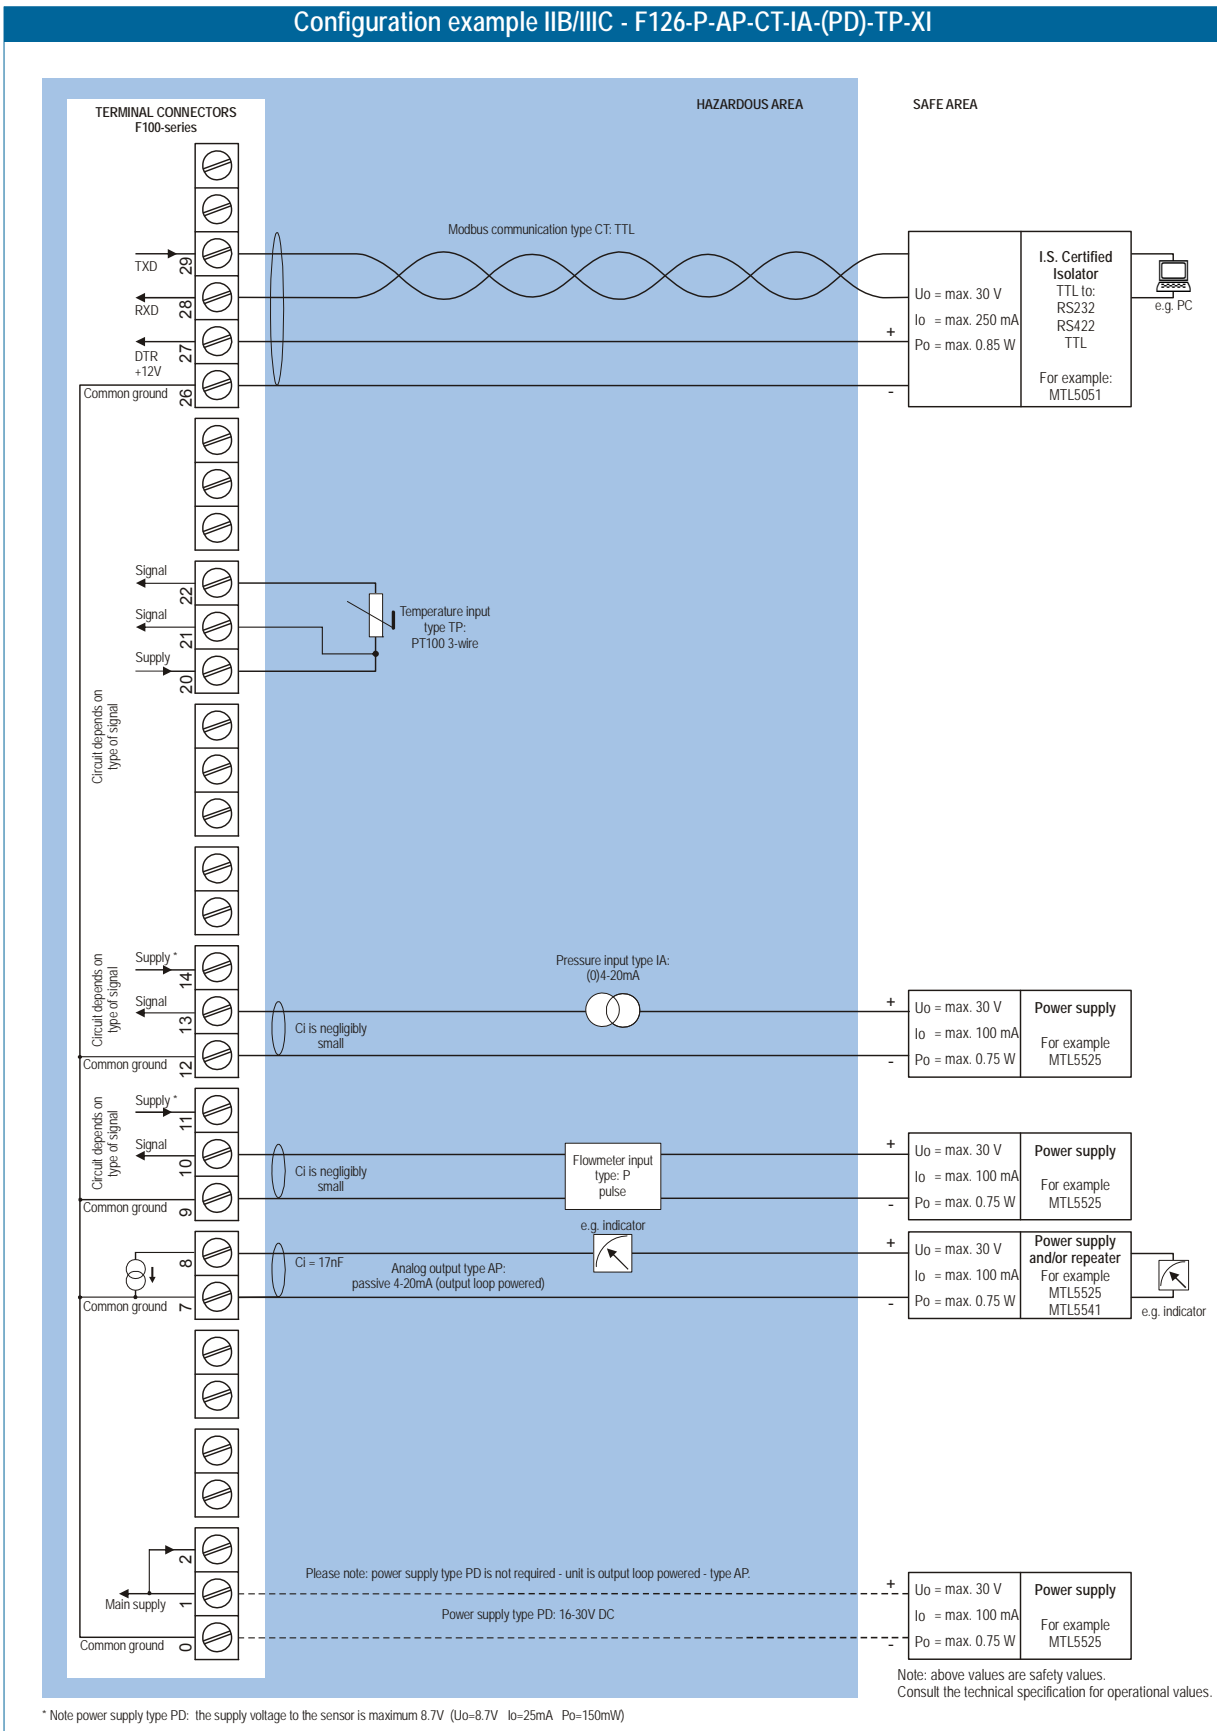 Configuration example IIB/IIIC - F126-P-AP-CT-IA-(PD)-TP-XI
TERMINAL CONNECTORS
F100-series
HAZARDOUS AREA
SAFE AREA
Modbus communication type CT: TTL
TXD
29
RXD
28
DTR
+12V
27
Common ground
26
Uo = max. 30 V
Io = max. 250 mA
Po = max. 0.85 W
+
-
I.S. Certified
Isolator
TTL to:
RS232
RS422
TTL
For example:
MTL5051
e.g. PC
Signal
22
Signal
21
Supply
20
Temperature input
type TP:
PT100 3-wire
Circuit depends on
type of signal
Supply *
14
Signal
13
Common ground
12
Circuit depends on
type of signal
Ci is negligibly
small
Pressure input type IA:
(0)4-20mA
+
-
Uo = max. 30 V
Io = max. 100 mA
Po = max. 0.75 W
Power supply
For example
MTL5525
Supply *
11
Signal
10
Common ground
9
Circuit depends on
type of signal
Ci is negligibly
small
Flowmeter input
type: P
pulse
+
-
Uo = max. 30 V
Io = max. 100 mA
Po = max. 0.75 W
Power supply
For example
MTL5525
8
Common ground
7
Ci = 17nF
e.g. indicator
Analog output type AP:
passive 4-20mA (output loop powered)
+
-
Uo = max. 30 V
Io = max. 100 mA
Po = max. 0.75 W
Power supply
and/or repeater
For example
MTL5525
MTL5541
e.g. indicator
2
Main supply
1
Common ground
0
Please note: power supply type PD is not required - unit is output loop powered - type AP.
Power supply type PD: 16-30V DC
+
-
Uo = max. 30 V
Io = max. 100 mA
Po = max. 0.75 W
Power supply
For example
MTL5525
Note: above values are safety values.
Consult the technical specification for operational values.
* Note power supply type PD: the supply voltage to the sensor is maximum 8.7V (Uo=8.7V Io=25mA Po=150mW)